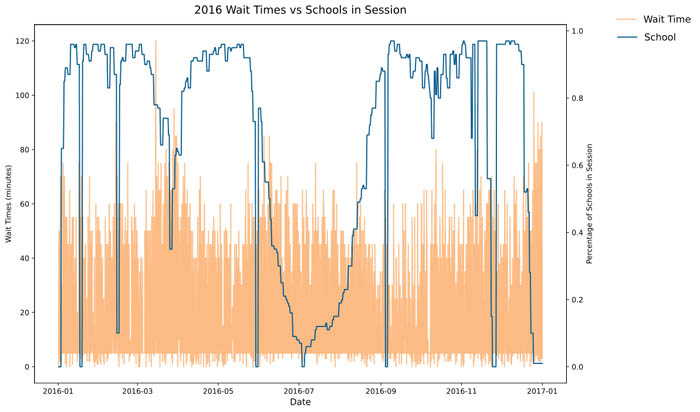 2016 Wait Times vs Schools in Session
Wait Time
School
120
100
80
60
40
20
0
Wait Times (minutes)
1.0
0.8
0.6
0.4
0.2
0.0
Percentage of Schools in Session
2016-01 2016-03 2016-05 2016-07 2016-09 2016-11 2017-01
Date